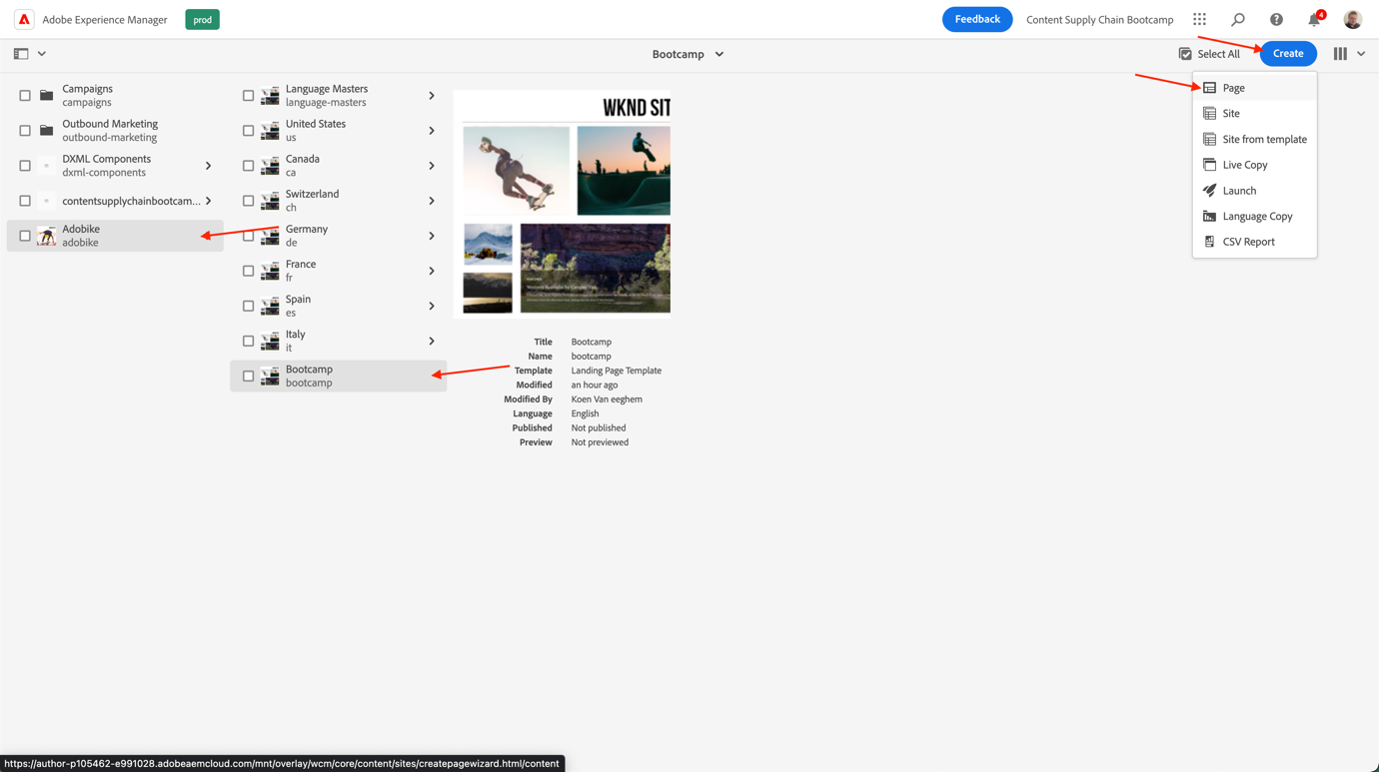 Adobe Experience Manager
prod
Feedback
Content Supply Chain Bootcamp
4
Bootcamp
Select All
Create
Campaigns
campaigns
Outbound Marketing
outbound-marketing
DXML Components
dxml-components
contentsupplychainbootcam...
Adobike
adobike
Language Masters
language-masters
United States
us
Canada
ca
Switzerland
ch
Germany
de
France
fr
Spain
es
Italy
it
Bootcamp
bootcamp
WKND SIT
Title Bootcamp
Name bootcamp
Template Landing Page Template
Modified an hour ago
Modified By Koen Van eeghem
Language English
Published Not published
Preview Not previewed
Page
Site
Site from template
Live Copy
Launch
Language Copy
CSV Report
https://author-p105462-e991028.adobeaemcloud.com/mnt/overlay/wcm/core/content/sites/createpagewizard.html/content